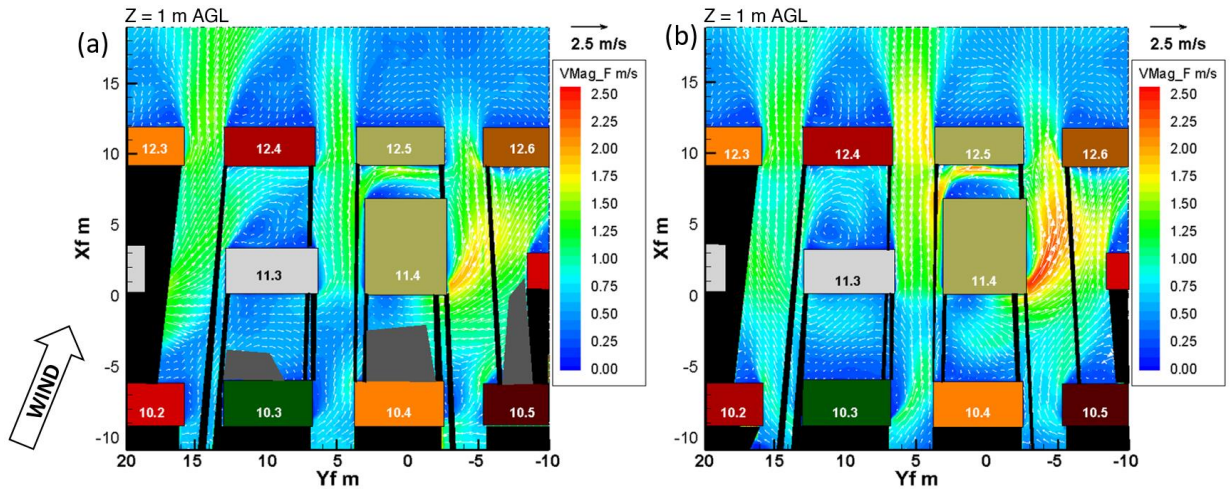 Z = 1 m AGL
(a)
2.5 m/s
VMag_F m/s
2.50
2.25
2.00
1.75
1.50
1.25
1.00
0.75
0.50
0.25
0.00
15
10
5
0
-5
-10
Xf m
12.3 12.4 12.5 12.6
11.3 11.4
10.2 10.3 10.4 10.5
20 15 10 5 0 -5 -10
Yf m
WIND
Z = 1 m AGL
(b)
2.5 m/s
VMag_F m/s
2.50
2.25
2.00
1.75
1.50
1.25
1.00
0.75
0.50
0.25
0.00
15
10
5
0
-5
-10
Xf m
12.3 12.4 12.5 12.6
11.3 11.4
10.2 10.3 10.4 10.5
20 15 10 5 0 -5 -10
Yf m